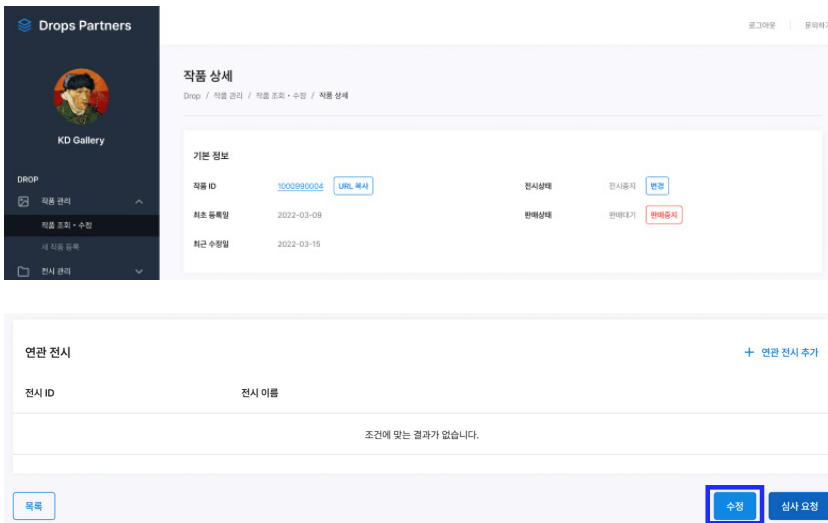 Drops Partners
로그아웃 | 문의하기
KD Gallery
작품 상세
Drop / 작품 관리 / 작품 조회 • 수정 / 작품 상세
기본 정보
DROP
작품 관리
작품 조회 • 수정
새 작품 등록
전시 관리
작품 ID 1000990004 URL 복사 전시상태 전시중지 변경
최초 등록일 2022-03-09 판매상태 판매대기 판매중지
최근 수정일 2022-03-15
연관 전시 + 연관 전시 추가
전시 ID 전시 이름
조건에 맞는 결과가 없습니다.
목록 수정 심사 요청